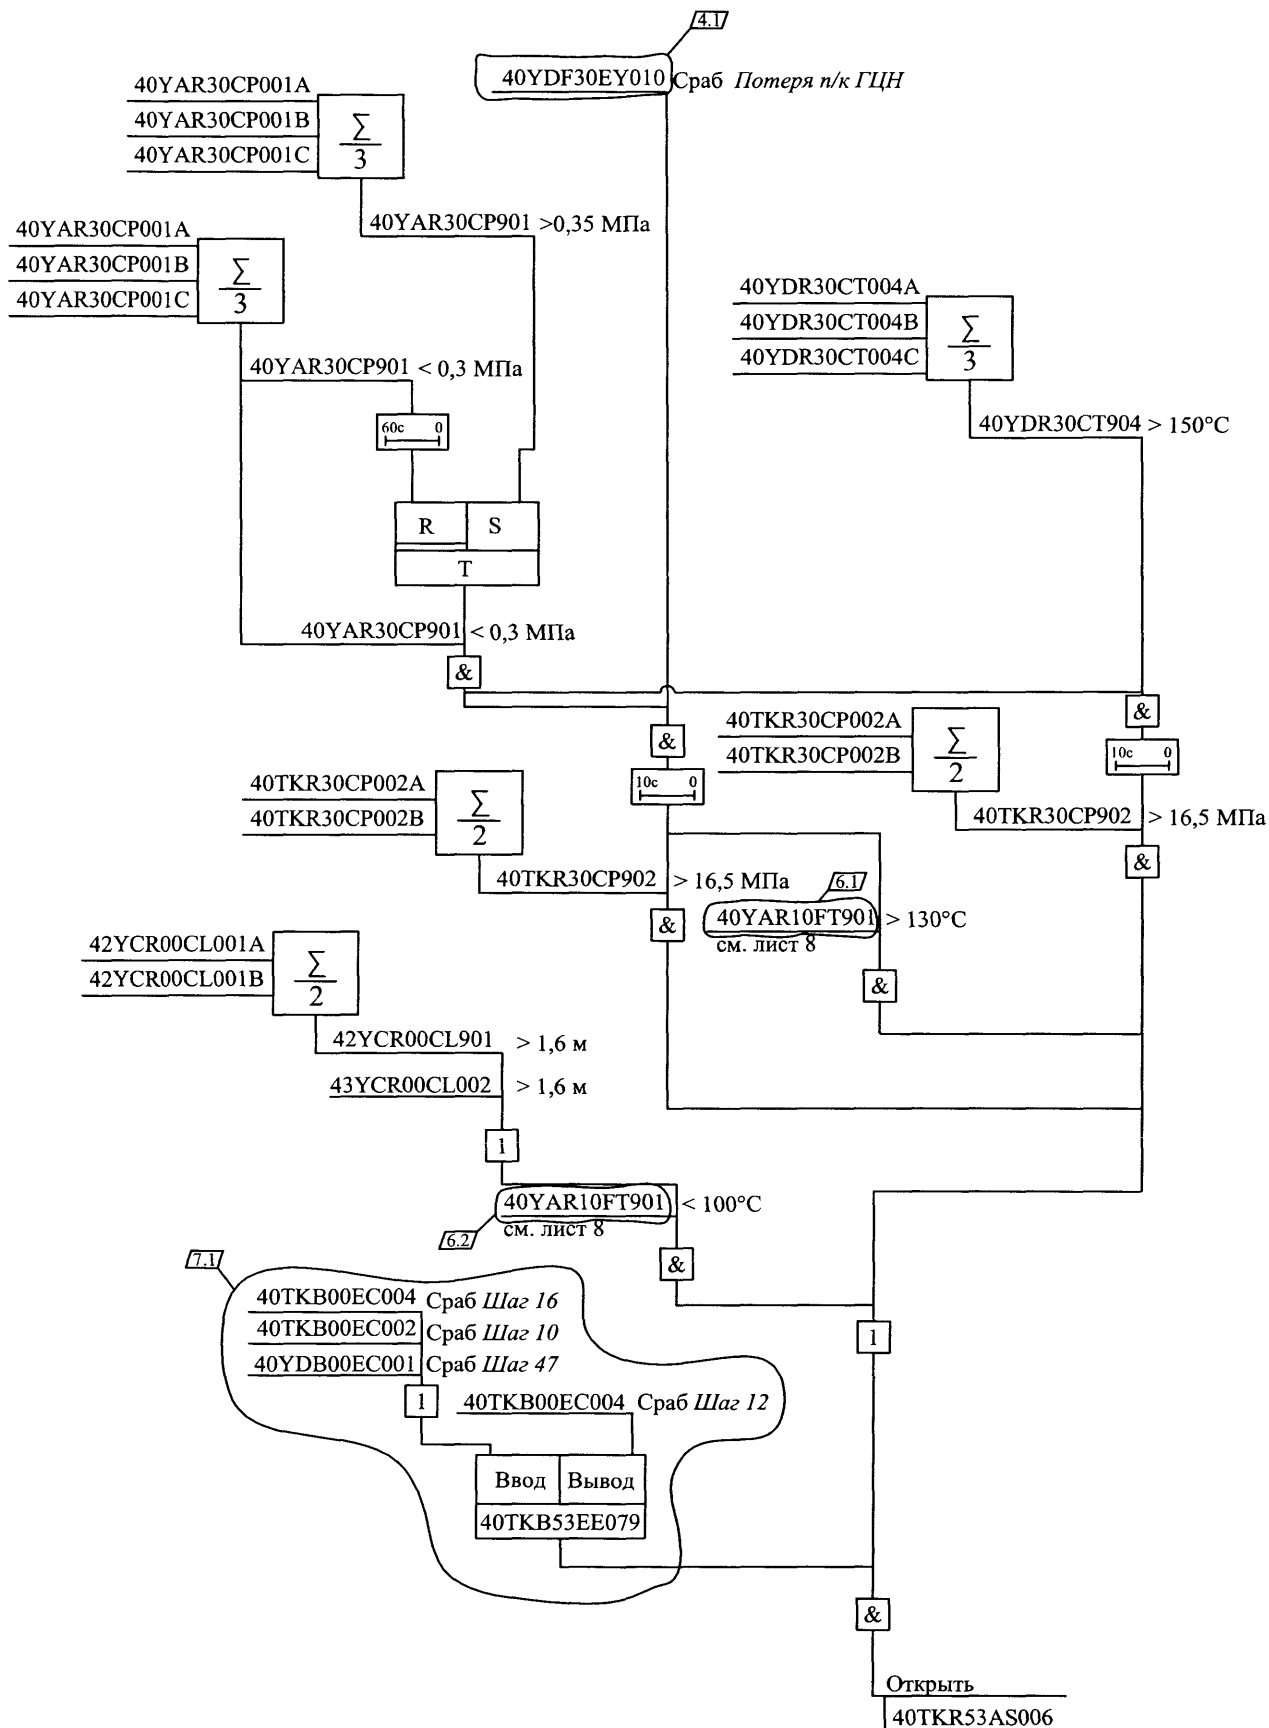 4.1
40YDF30EY010 Сраб Потеря п/к ГЦН
40YAR30CP001A
40YAR30CP001B
40YAR30CP001C
Σ
3
40YAR30CP901 >0,35 МПа
40YAR30CP001A
40YAR30CP001B
40YAR30CP001C
Σ
3
40YDR30CT004A
40YDR30CT004B
40YDR30CT004C
Σ
3
40YAR30CP901 < 0,3 МПа
60с 0
40YDR30CT904 > 150°C
R S
T
40YAR30CP901 < 0,3 МПа
&
&
&
40TKR30CP002A
40TKR30CP002B
Σ
2
10с 0
10с 0
40TKR30CP002A
40TKR30CP002B
Σ
2
40TKR30CP902 > 16,5 МПа
&
40TKR30CP902 > 16,5 МПа
6.1
&
40YAR10FT901 > 130°C
см. лист 8
&
42YCR00CL001A
42YCR00CL001B
Σ
2
42YCR00CL901 > 1,6 м
43YCR00CL002 > 1,6 м
1
40YAR10FT901 < 100°C
см. лист 8
6.2
&
7.1
40TKB00EC004 Сраб Шаг 16
40TKB00EC002 Сраб Шаг 10
40YDB00EC001 Сраб Шаг 47
1
1
40TKB00EC004 Сраб Шаг 12
Ввод Вывод
40TKB53EE079
&
Открыть
40TKR53AS006